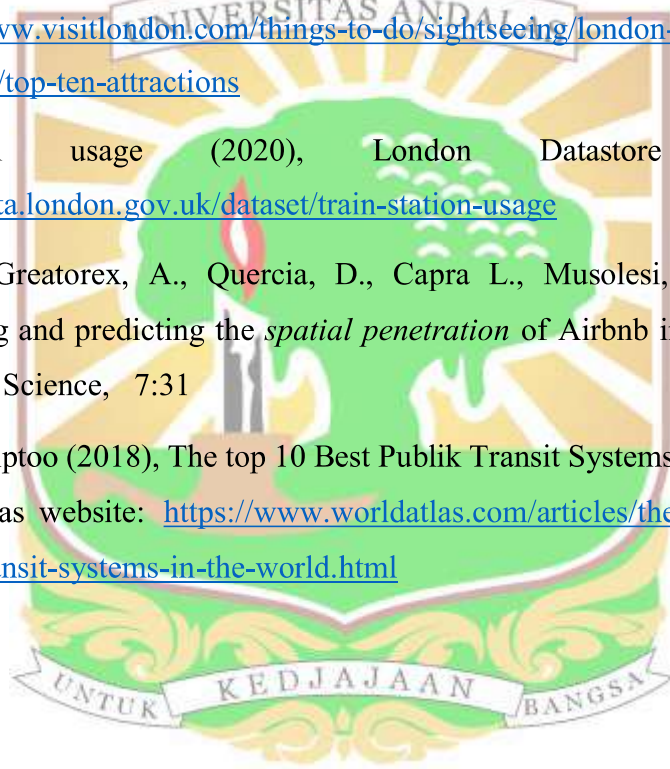 UNIVERSITAS ANDALAS
ww.visitlondon.com/things-to-do/sightseeing/london-
/top-ten-attractions
usage (2020), London Datastore
ta.london.gov.uk/dataset/train-station-usage
Greatorex, A., Quercia, D., Capra L., Musolesi,
g and predicting the spatial penetration of Airbnb i
Science, 7:31
ptoo (2018), The top 10 Best Publik Transit Systems
as website: https://www.worldatlas.com/articles/the
ansit-systems-in-the-world.html
UNTUK KEDJAJAAN BANGSA